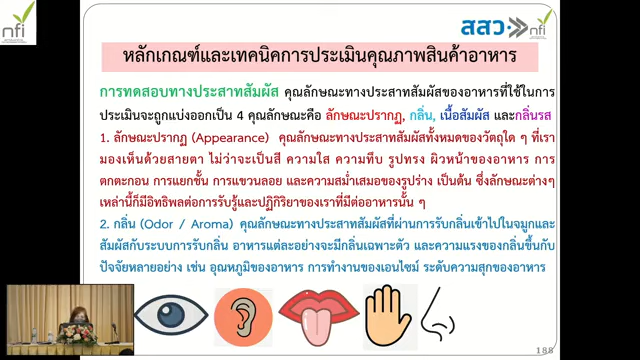 nfi
สสว
nfi
หลักเกณฑ์และเทคนิคการประเมินคุณภาพสินค้าอาหาร
การทดสอบทางประสาทสัมผัส คุณลักษณะทางประสาทสัมผัสของอาหารที่ใช้ในการ
ประเมินจะถูกแบ่งออกเป็น 4 คุณลักษณะคือ ลักษณะปรากฏ, กลิ่น, เนื้อสัมผัส และกลิ่นรส
1. ลักษณะปรากฏ (Appearance) คุณลักษณะทางประสาทสัมผัสทั้งหมดของวัตถุใด ๆ ที่เรา
มองเห็นด้วยสายตา ไม่ว่าจะเป็นสี ความใส ความทึบ รูปทรง ผิวหน้าของอาหาร การ
ตกตะกอน การแยกชั้น การแขวนลอย และความสม่ำเสมอของรูปร่าง เป็นต้น ซึ่งลักษณะต่างๆ
เหล่านี้ก็มีอิทธิพลต่อการรับรู้และปฏิกิริยาของเราที่มีต่ออาหารนั้น ๆ
2. กลิ่น (Odor / Aroma) คุณลักษณะทางประสาทสัมผัสที่ผ่านการรับกลิ่นเข้าไปในจมูกและ
สัมผัสกับระบบการรับกลิ่น อาหารแต่ละอย่างจะมีกลิ่นเฉพาะตัว และความแรงของกลิ่นขึ้นกับ
ปัจจัยหลายอย่าง เช่น อุณหภูมิของอาหาร การทำงานของเอนไซม์ ระดับความสุกของอาหาร
188